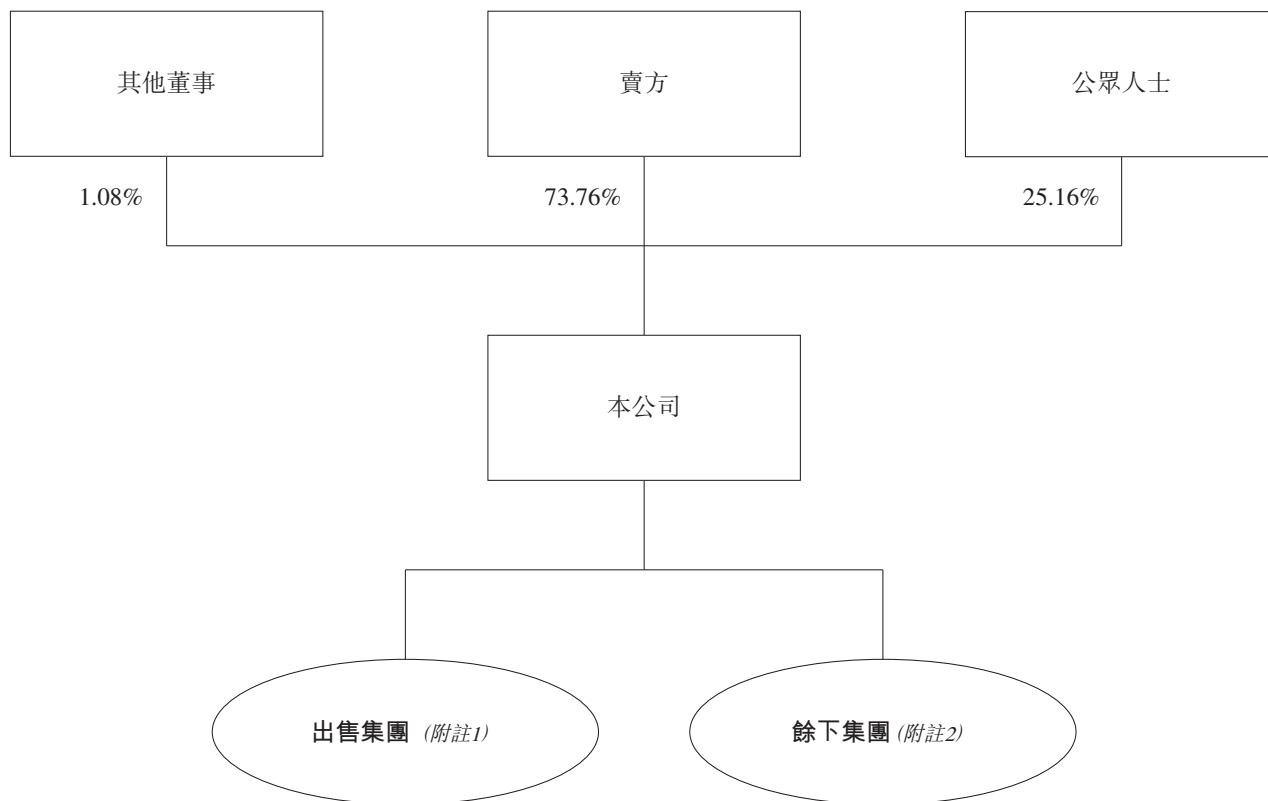 其他董事
賣方
公眾人士
1.08%
73.76%
25.16%
本公司
出售集團 (附註1)
餘下集團 (附註2)